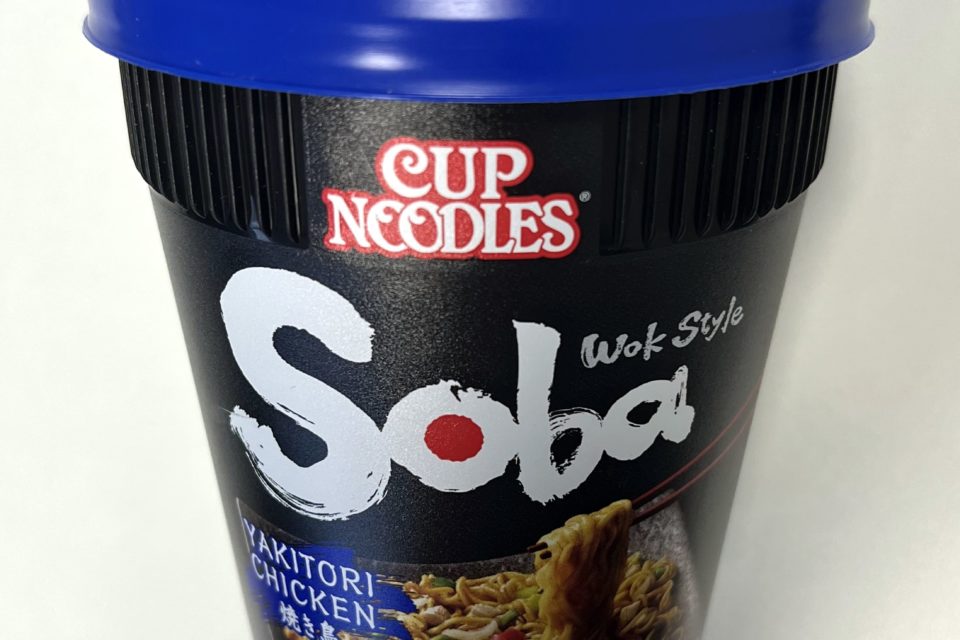 CUP
NOODLES®
Soba
Wok Style
YAKITORI
CHICKEN
焼き鳥